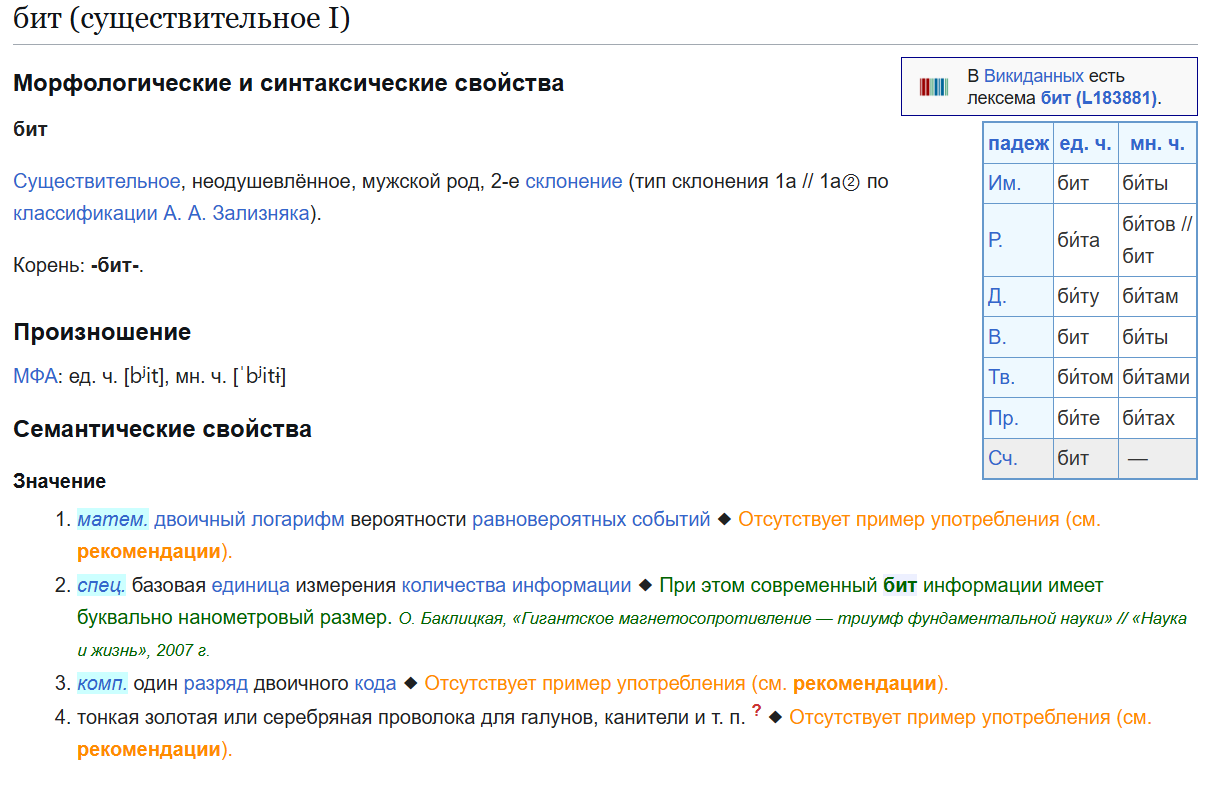 бит (существительное I)
Морфологические и синтаксические свойства
В Викиданных есть
лексема бит (L183881).
бит
Существительное, неодушевлённое, мужской род, 2-е склонение (тип склонения 1a // 1a② по
классификации А. А. Зализняка).
Корень: -бит-.
падеж ед. ч. мн. ч.
Им. бит би́ты
Р. би́та би́тов //
бит
Д. би́ту би́там
В. бит би́ты
Тв. би́том би́тами
Пр. би́те би́тах
Сч. бит —
Произношение
МФА: ед. ч. [bʲit], мн. ч. [ˈbʲitɨ]
Семантические свойства
Значение
1. матем. двоичный логарифм вероятности равновероятных событий ◆ Отсутствует пример употребления (см.
рекомендации).
2. спец. базовая единица измерения количества информации ◆ При этом современный бит информации имеет
буквально нанометровый размер. О. Баклицкая, «Гигантское магнетосопротивление — триумф фундаментальной науки» // «Наука
и жизнь», 2007 г.
3. комп. один разряд двоичного кода ◆ Отсутствует пример употребления (см. рекомендации).
4. тонкая золотая или серебряная проволока для галунов, канители и т. п. ? ◆ Отсутствует пример употребления (см.
рекомендации).